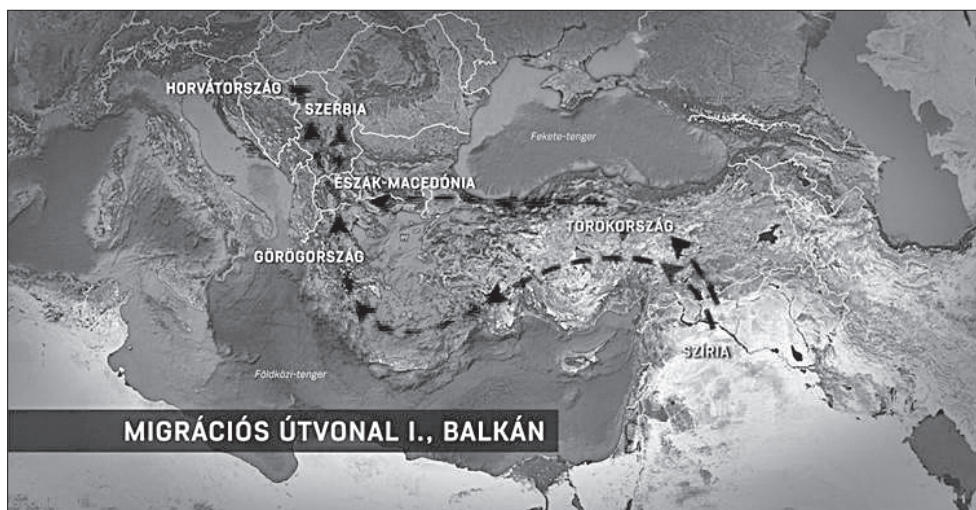 HORVÁTORSZÁG
SZERBIA
Fekete-tenger
ÉSZAK-MACEDÓNIA
TÖRÖKORSZÁG
GÖRÖGORSZÁG
SZÍRIA
Földközi-tenger
MIGRÁCIÓS ÚTVONAL I., BALKÁN